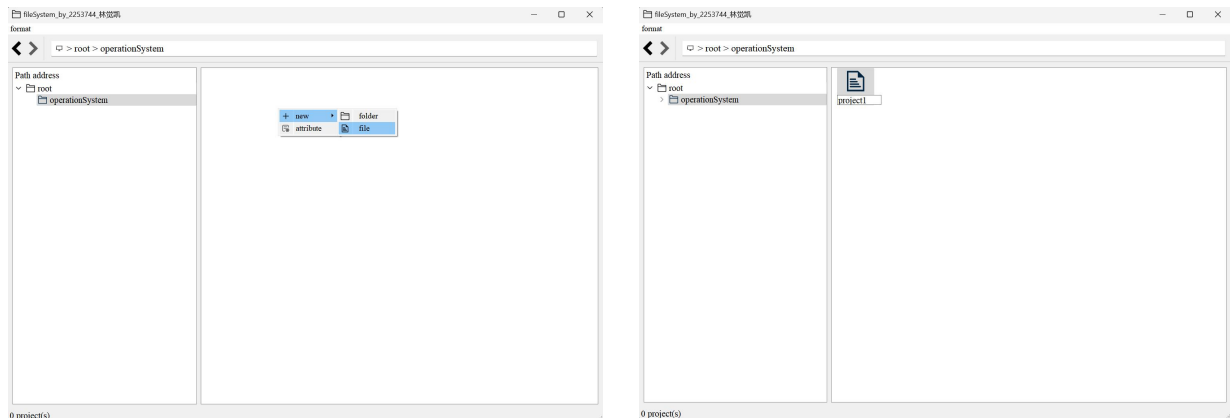 fileSystem_by_2253744_林觉凯
format
> root > operationSystem
Path address
root
operationSystem
+ new
folder
attribute
file
0 project(s)
fileSystem_by_2253744_林觉凯
format
> root > operationSystem
Path address
root
operationSystem
project1
0 project(s)